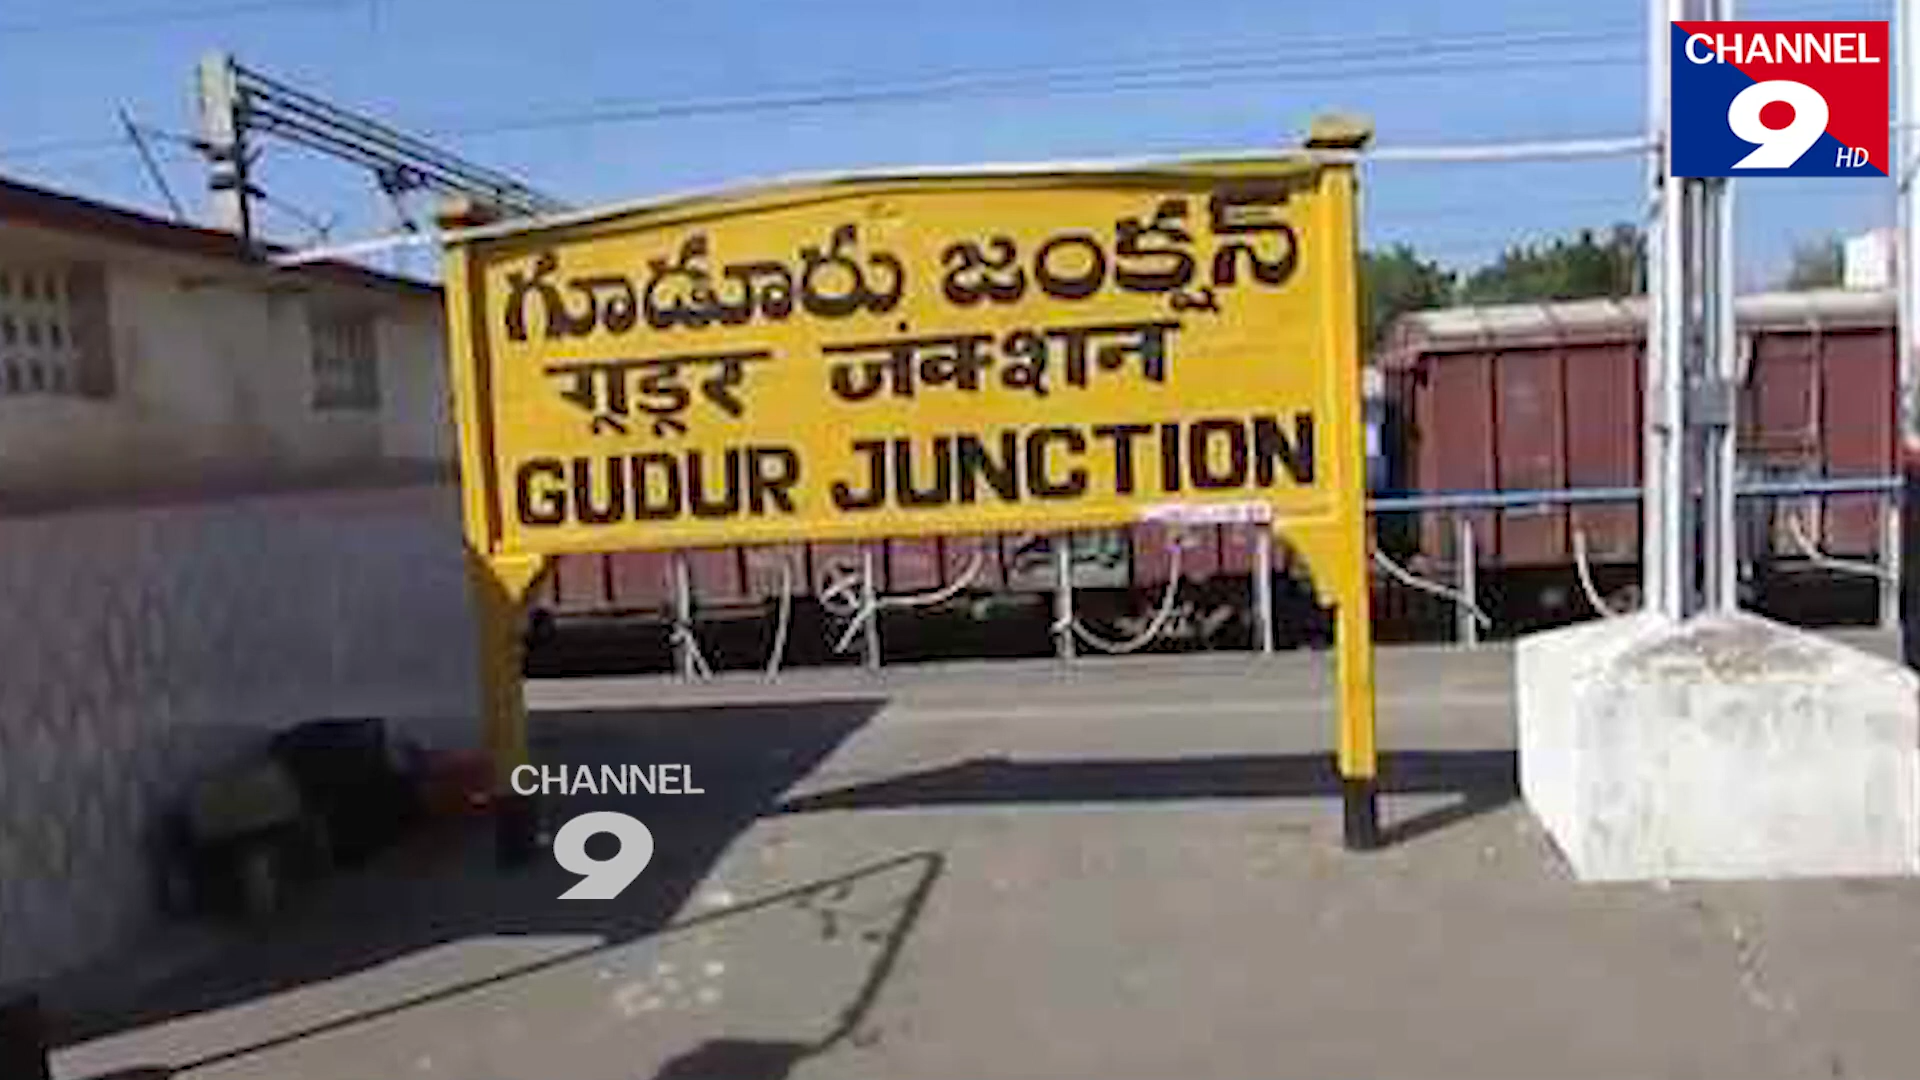 CHANNEL
9
HD
గూడూరు జంక్షన్
गूडूर जंक्शन
GUDUR JUNCTION
CHANNEL
9